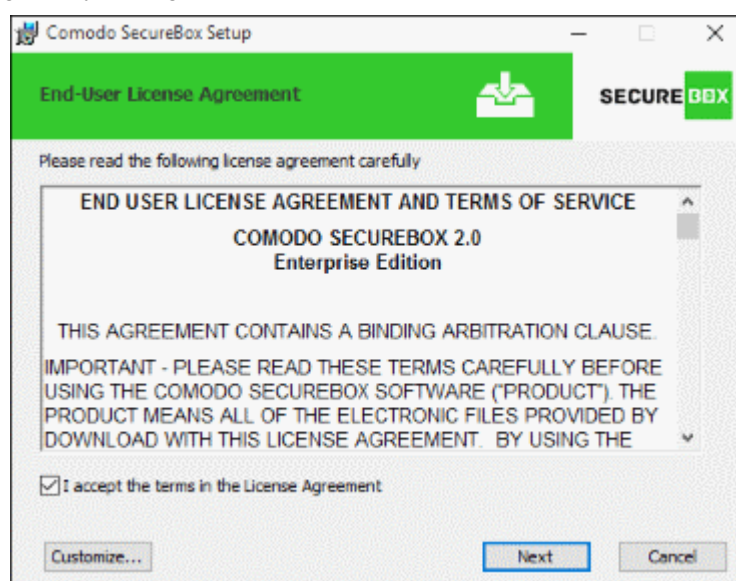 Comodo SecureBox Setup
End-User License Agreement
SECURE BOX
Please read the following license agreement carefully
END USER LICENSE AGREEMENT AND TERMS OF SERVICE
COMODO SECUREBOX 2.0
Enterprise Edition
THIS AGREEMENT CONTAINS A BINDING ARBITRATION CLAUSE.
IMPORTANT - PLEASE READ THESE TERMS CAREFULLY BEFORE
USING THE COMODO SECUREBOX SOFTWARE ("PRODUCT"). THE
PRODUCT MEANS ALL OF THE ELECTRONIC FILES PROVIDED BY
DOWNLOAD WITH THIS LICENSE AGREEMENT. BY USING THE
I accept the terms in the License Agreement
Customize...
Next
Cancel